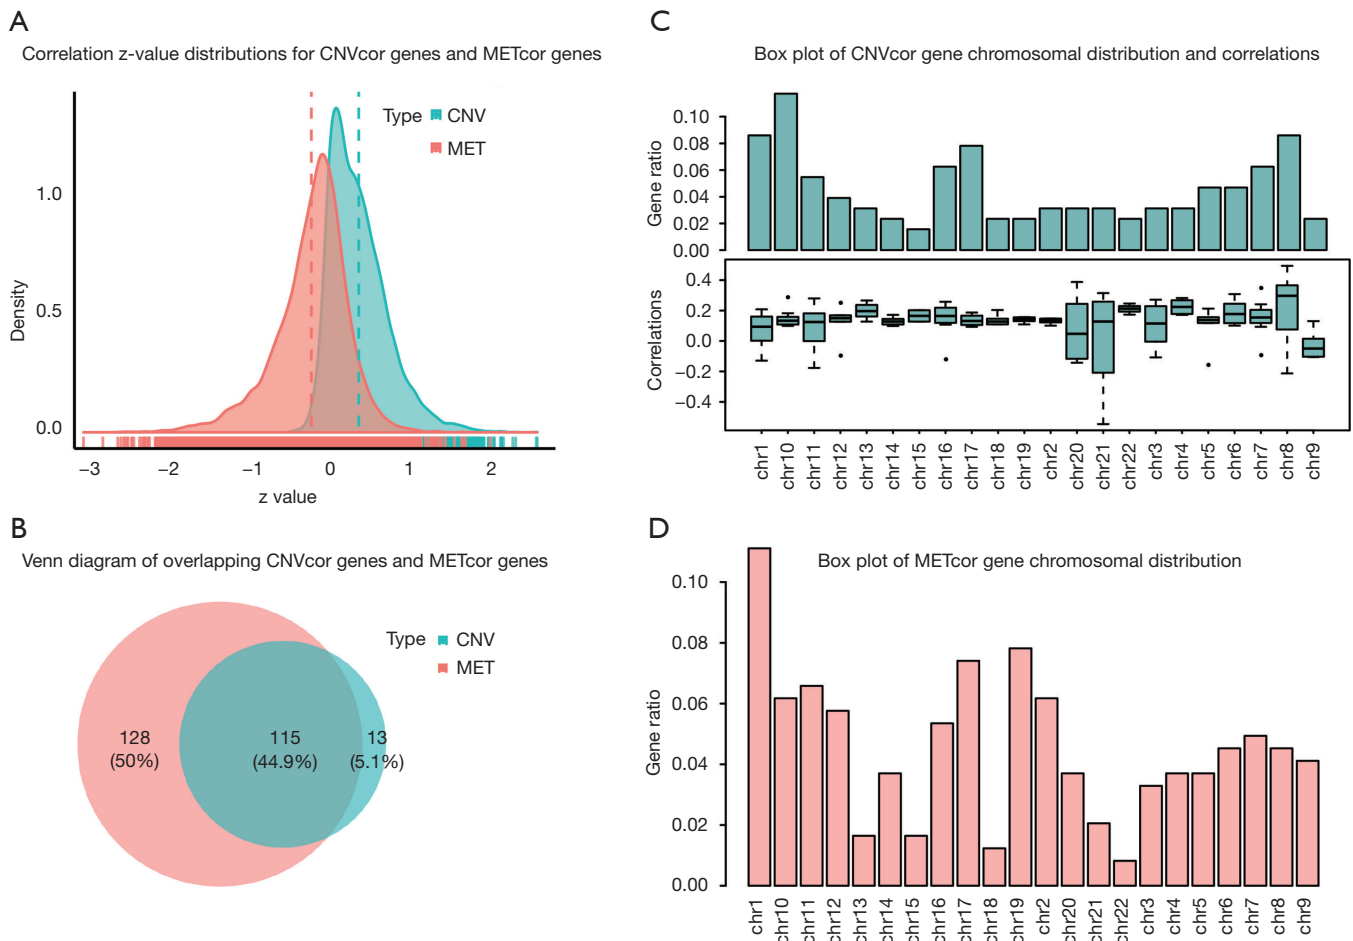 A
Correlation z-value distributions for CNVcor genes and METcor genes
Type CNV
MET
Density
1.0
0.5
0.0
−3 −2 −1 0 1 2
z value
B
Venn diagram of overlapping CNVcor genes and METcor genes
Type CNV
MET
128
(50%)
115
(44.9%)
13
(5.1%)
C
Box plot of CNVcor gene chromosomal distribution and correlations
Gene ratio
0.10
0.08
0.06
0.04
0.02
0.00
Correlations
0.4
0.2
0.0
−0.2
−0.4
chr1 chr10 chr11 chr12 chr13 chr14 chr15 chr16 chr17 chr18 chr19 chr2 chr20 chr21 chr22 chr3 chr4 chr5 chr6 chr7 chr8 chr9
D
Box plot of METcor gene chromosomal distribution
Gene ratio
0.10
0.08
0.06
0.04
0.02
0.00
chr1 chr10 chr11 chr12 chr13 chr14 chr15 chr16 chr17 chr18 chr19 chr2 chr20 chr21 chr22 chr3 chr4 chr5 chr6 chr7 chr8 chr9